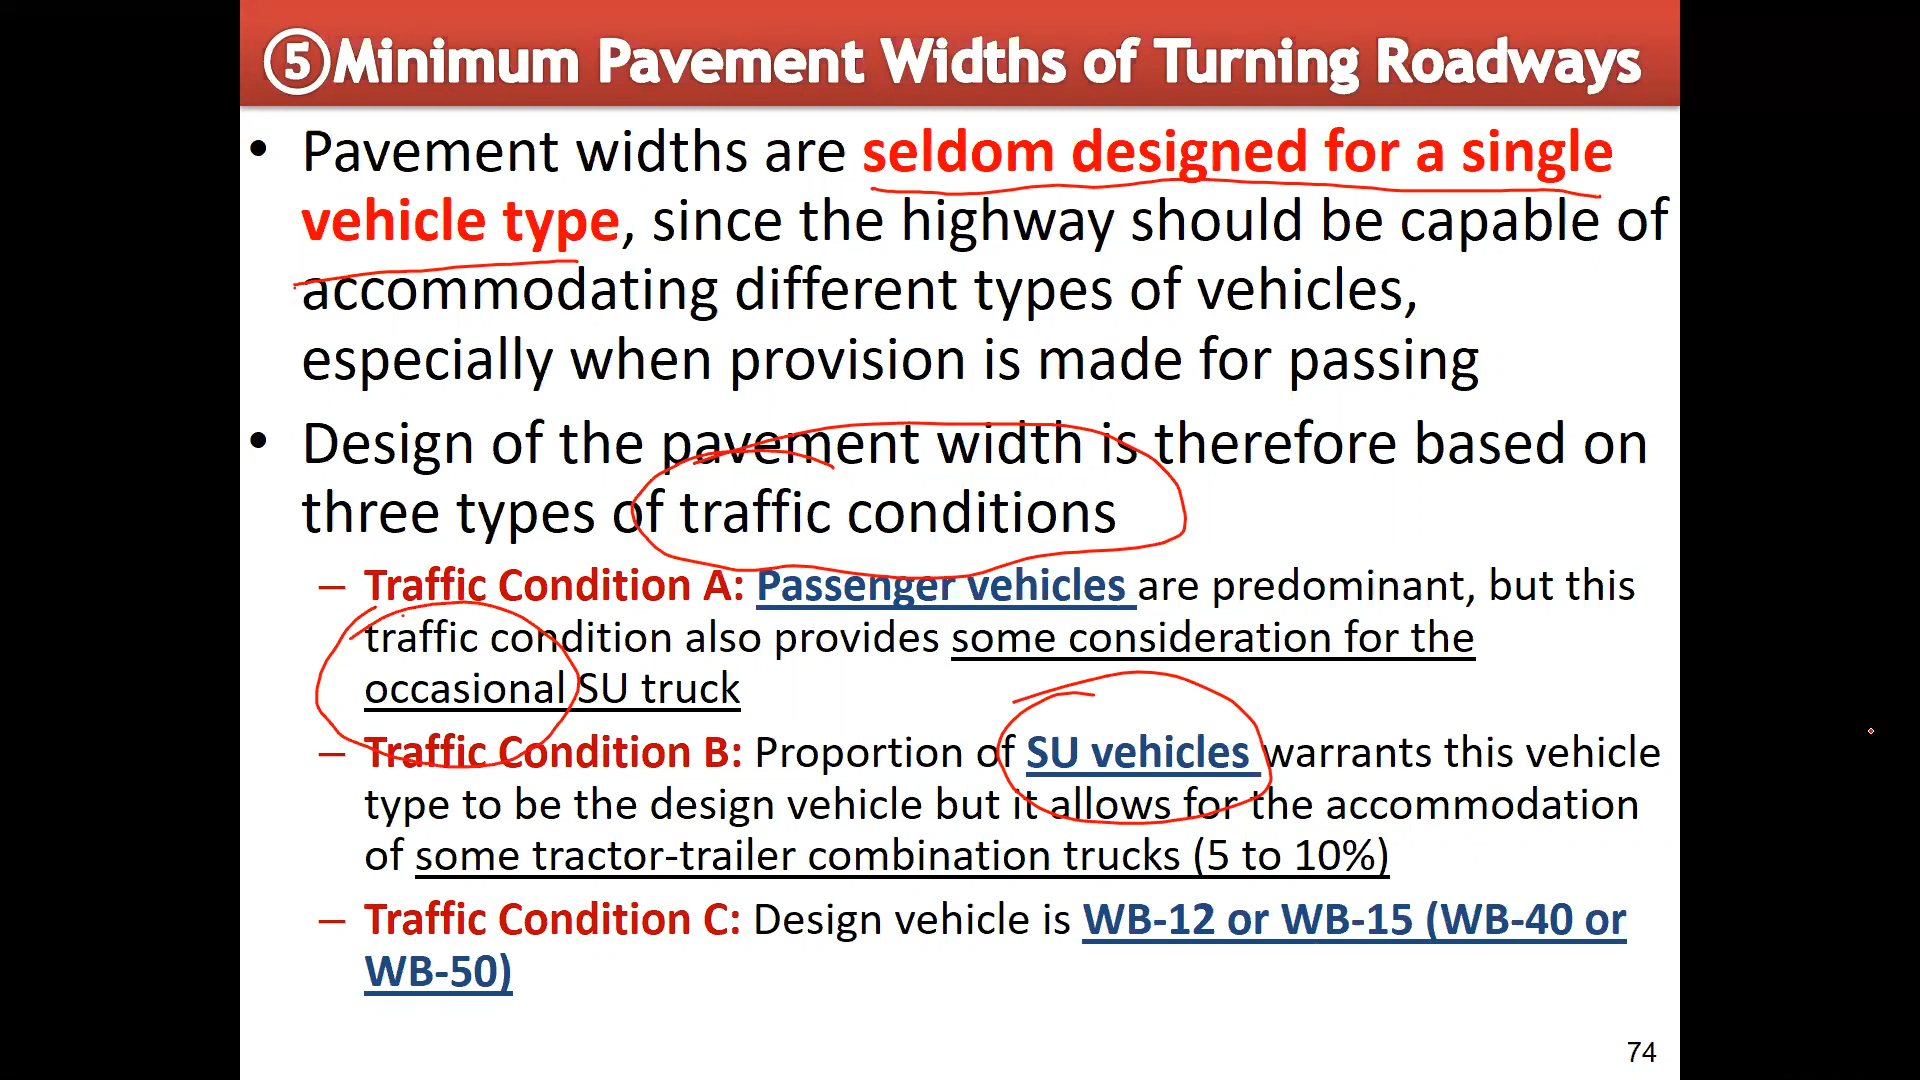 ⑤Minimum Pavement Widths of Turning Roadways
• Pavement widths are seldom designed for a single
vehicle type, since the highway should be capable of
accommodating different types of vehicles,
especially when provision is made for passing
• Design of the pavement width is therefore based on
three types of traffic conditions
– Traffic Condition A: Passenger vehicles are predominant, but this
traffic condition also provides some consideration for the
occasional SU truck
– Traffic Condition B: Proportion of SU vehicles warrants this vehicle
type to be the design vehicle but it allows for the accommodation
of some tractor-trailer combination trucks (5 to 10%)
– Traffic Condition C: Design vehicle is WB-12 or WB-15 (WB-40 or
WB-50)
74